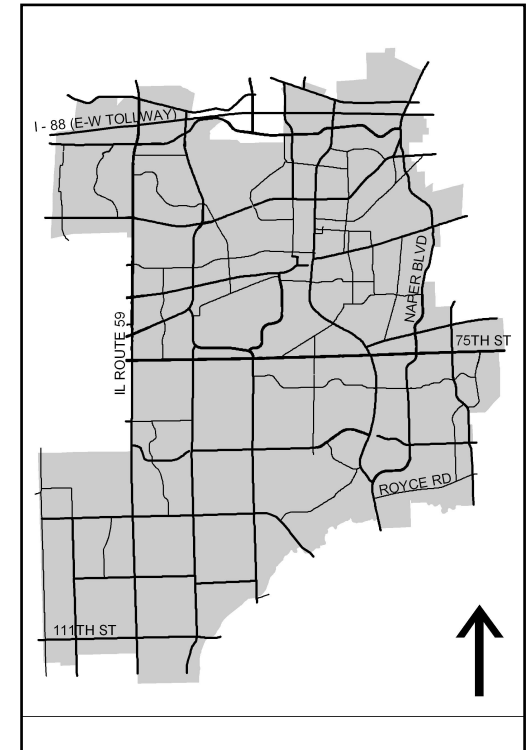 I - 88 (E-W TOLLWAY)
NAPER BLVD
IL ROUTE 59
75TH ST
ROYCE RD
111TH ST